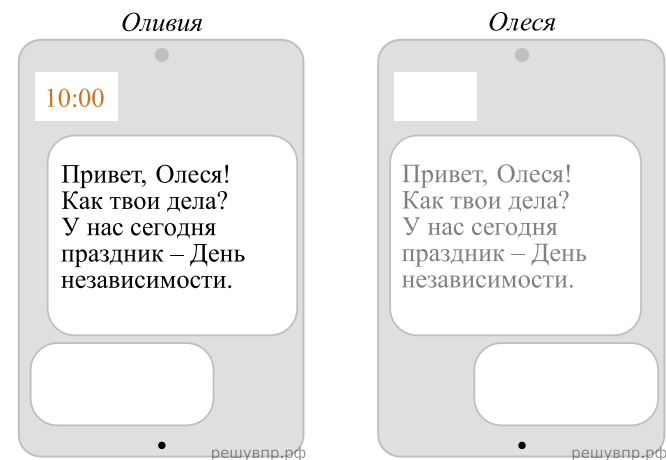 Оливия
10:00
Привет, Олеся!
Как твои дела?
У нас сегодня
праздник – День
независимости.
решувпр.рф
Олеся
Привет, Олеся!
Как твои дела?
У нас сегодня
праздник – День
независимости.
решувпр.рф